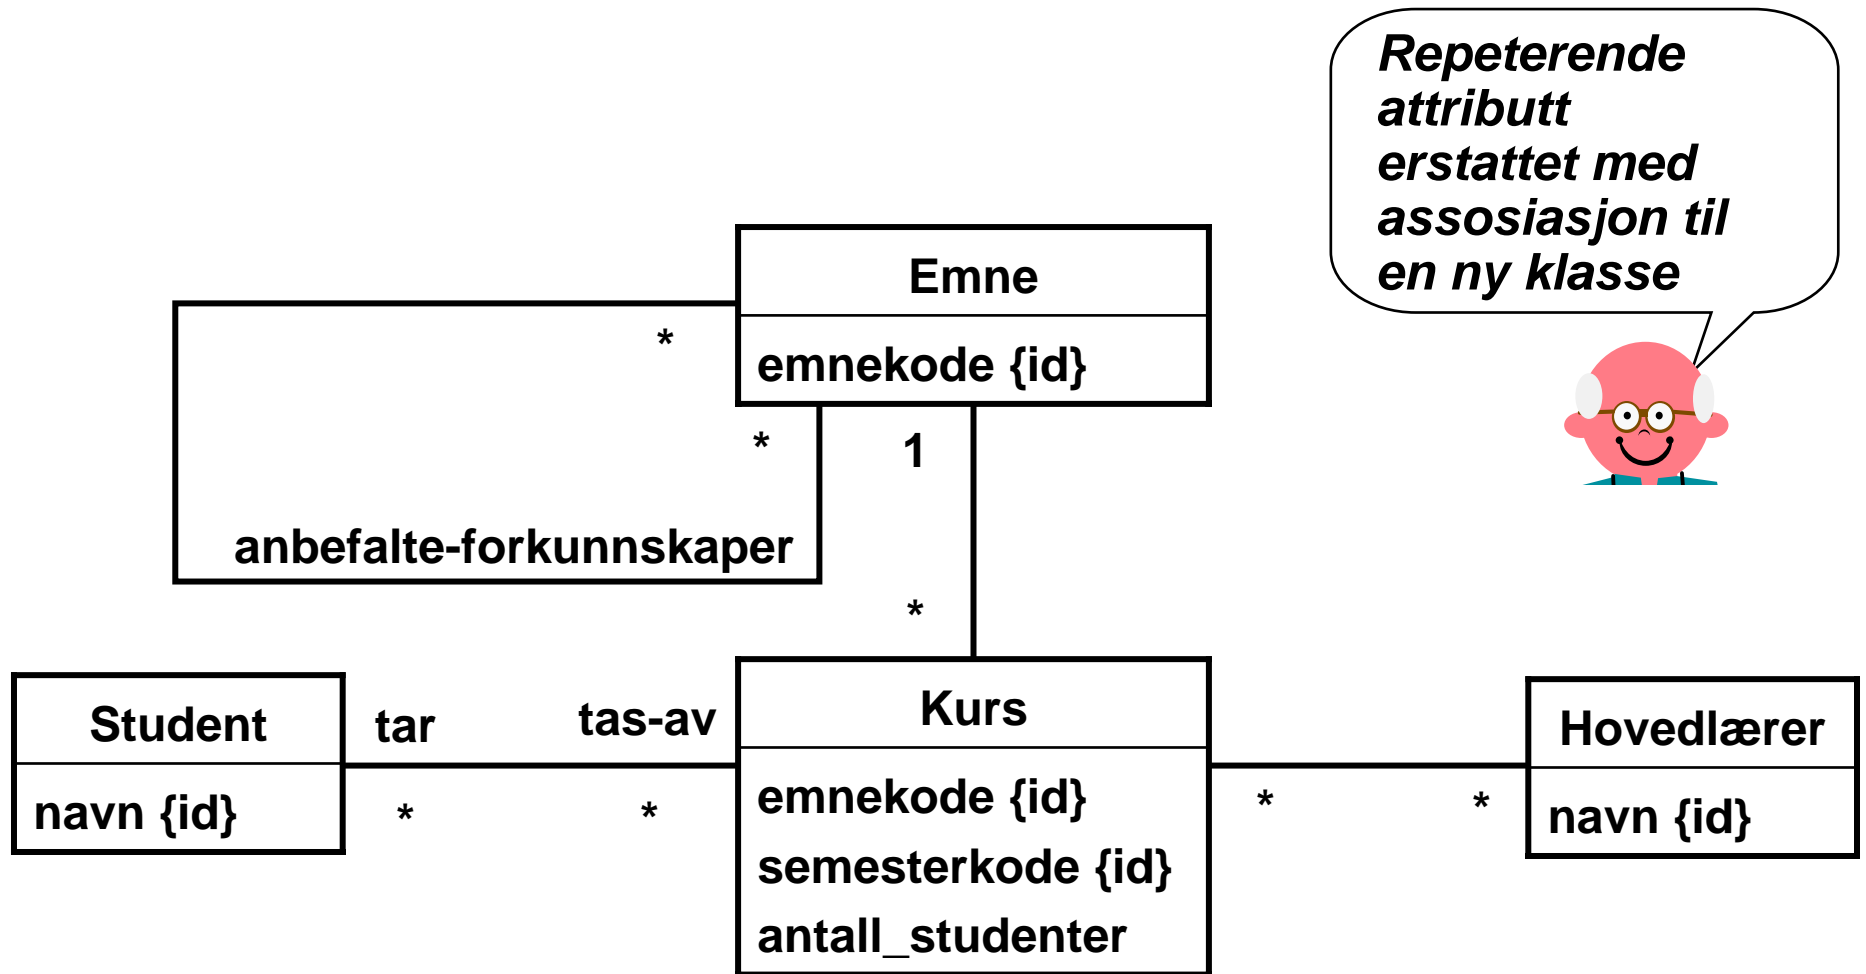 Repeterende
attributt
erstattet med
assosiasjon til
en ny klasse
Emne
*
emnekode {id}
* 1
anbefalte-forkunnskaper
*
Student
tar tas-av
Kurs
Hovedlærer
navn {id}
* *
emnekode {id}
* *
navn {id}
semesterkode {id}
antall_studenter